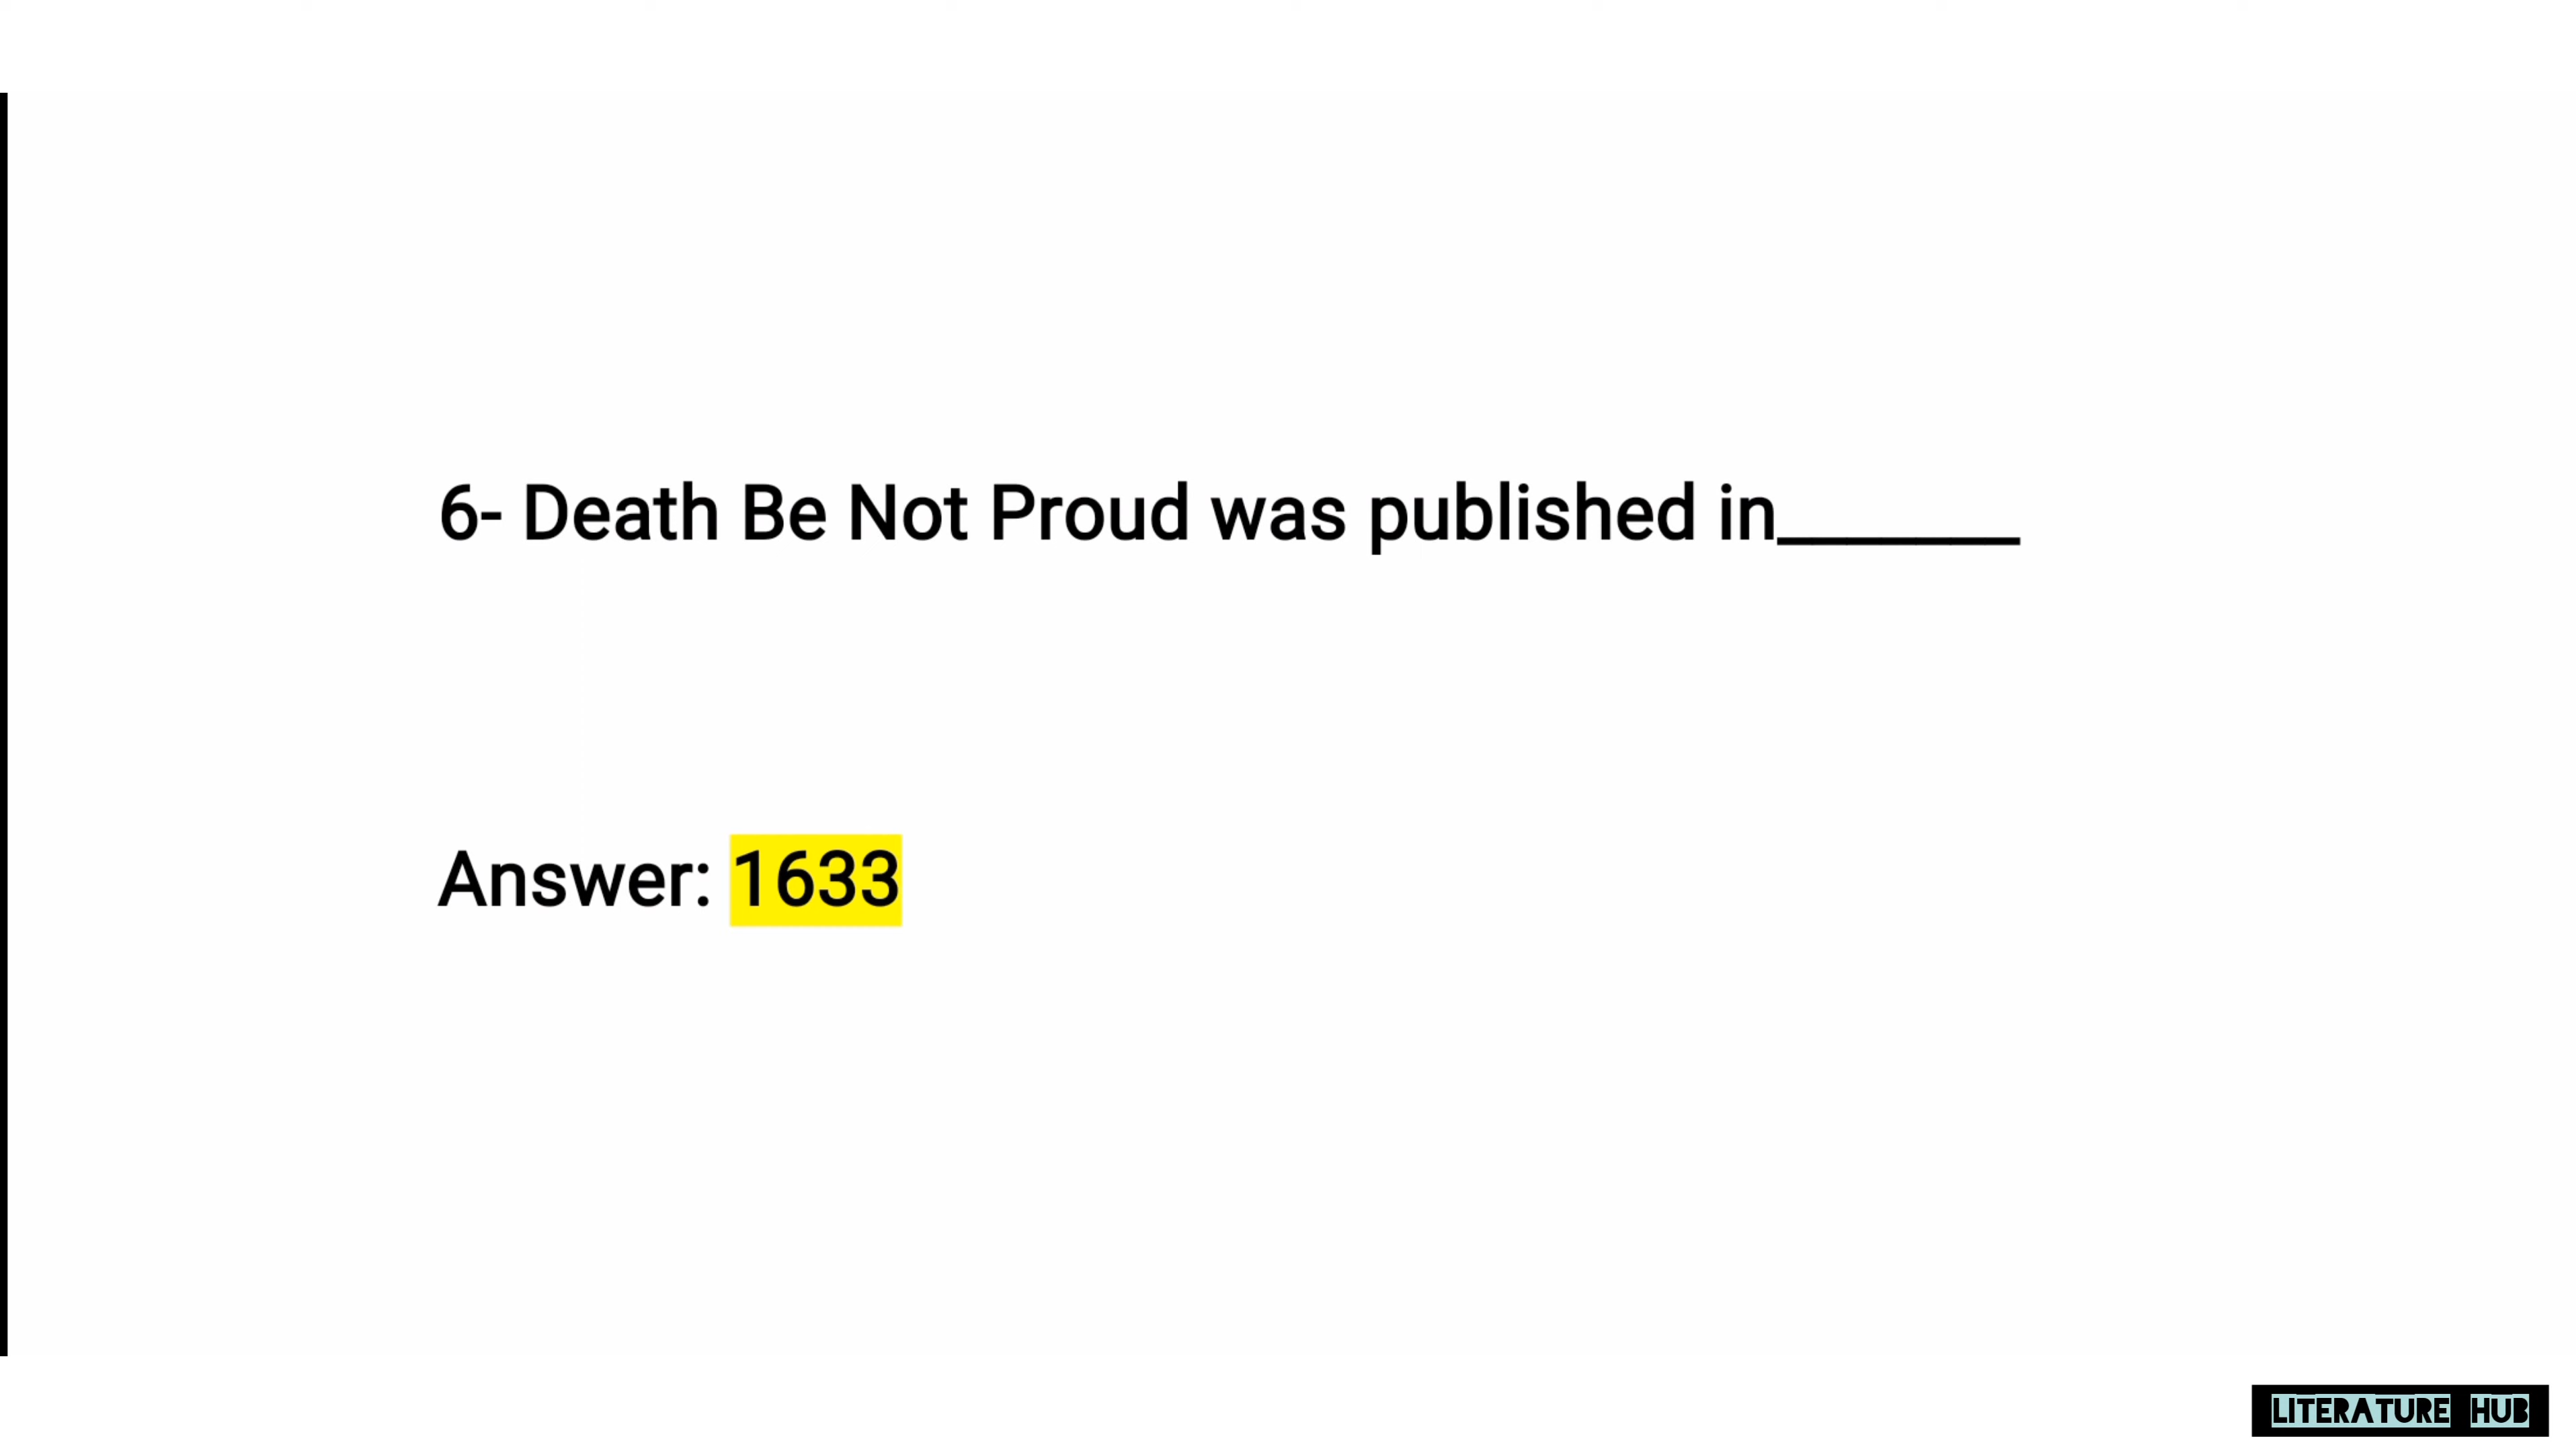 6- Death Be Not Proud was published in_______
Answer: 1633
LITERATURE HUB